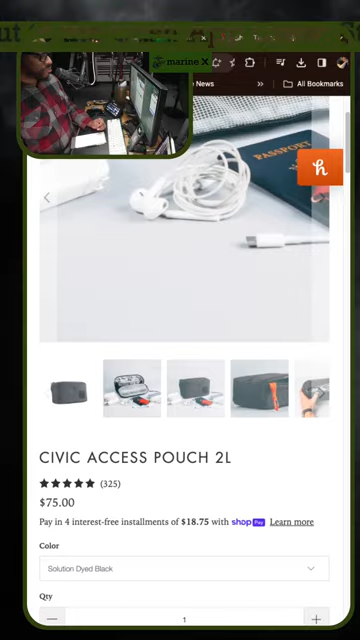 marine X
News
»
All Bookmarks
PASSPORT
h
CIVIC ACCESS POUCH 2L
(325)
$75.00
Pay in 4 interest-free installments of $18.75 with shop Pay Learn more
Color
Solution Dyed Black
Qty
1